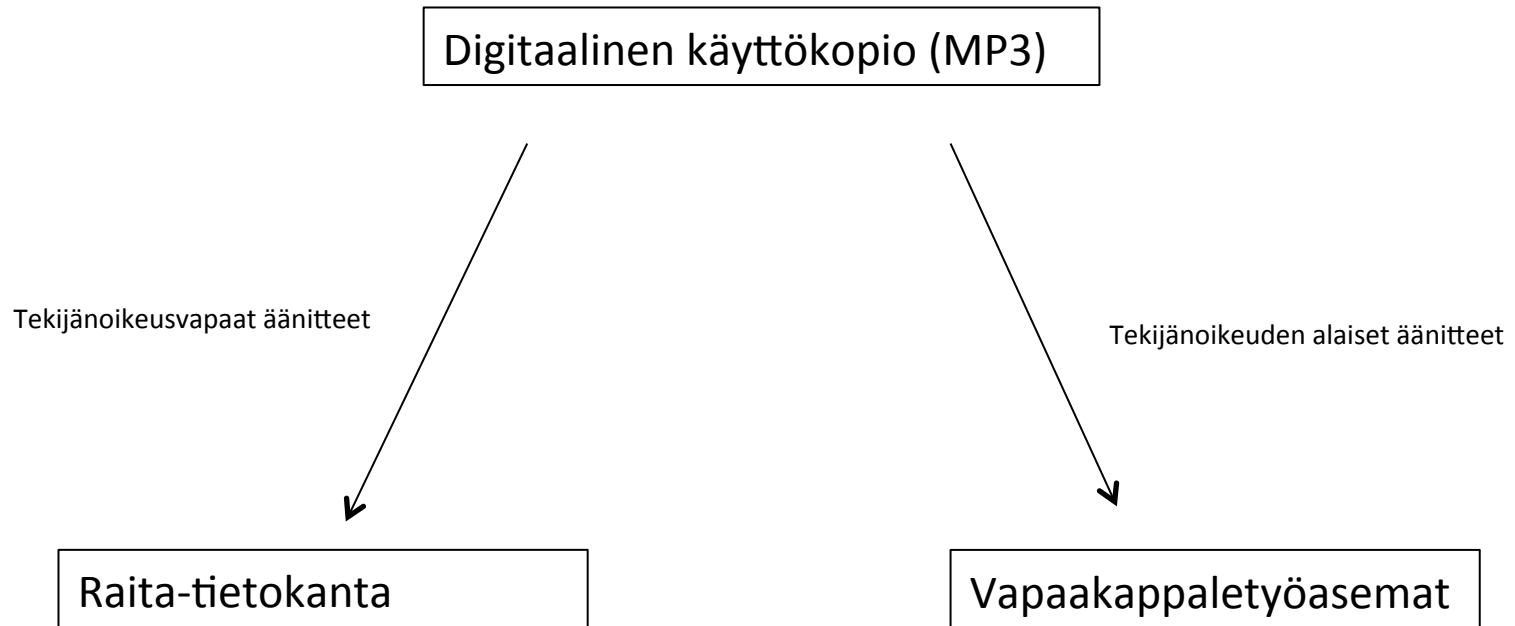 Digitaalinen käyttökopio (MP3)
Tekijänoikeusvapaat äänitteet
Tekijänoikeuden alaiset äänitteet
Raita-tietokanta
Vapaakappaletyöasemat